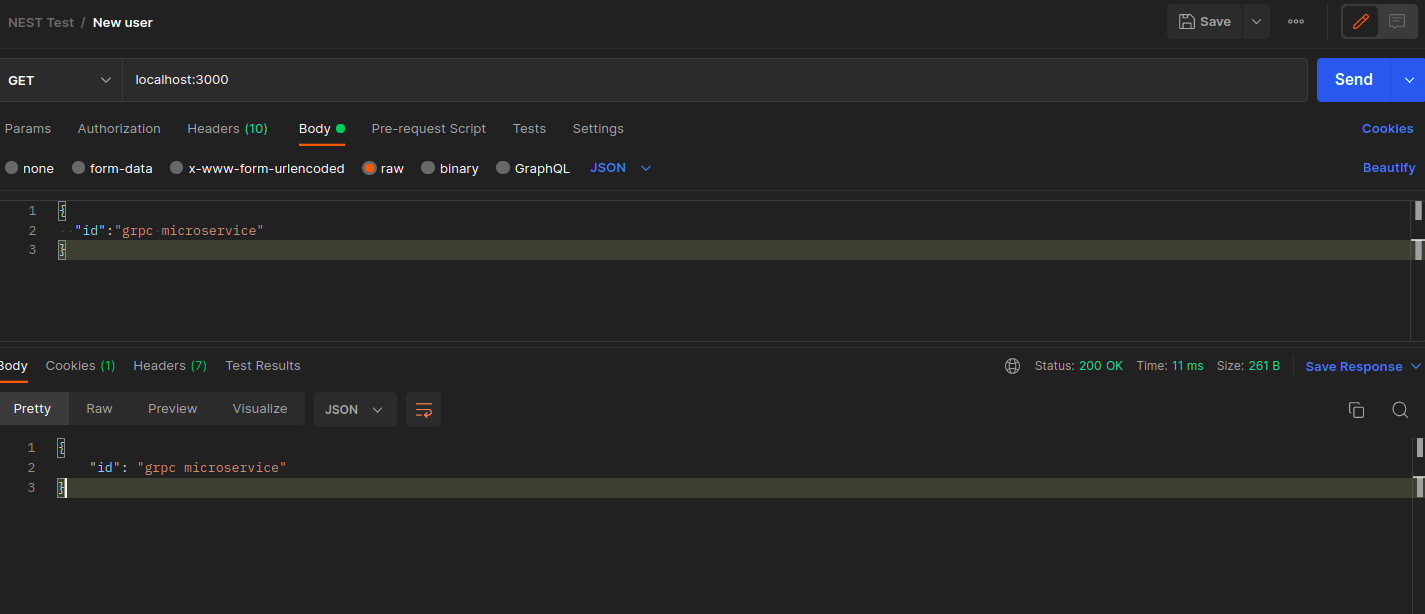 NEST Test / New user Save
GET localhost:3000 Send
Params Authorization Headers (10) Body Pre-request Script Tests Settings Cookies
none form-data x-www-form-urlencoded raw binary GraphQL JSON Beautify
1 {
2 "id":"grpc microservice"
3 }
Body Cookies (1) Headers (7) Test Results Status: 200 OK Time: 11 ms Size: 261 B Save Response
Pretty Raw Preview Visualize JSON
1 {
2 "id": "grpc microservice"
3 }